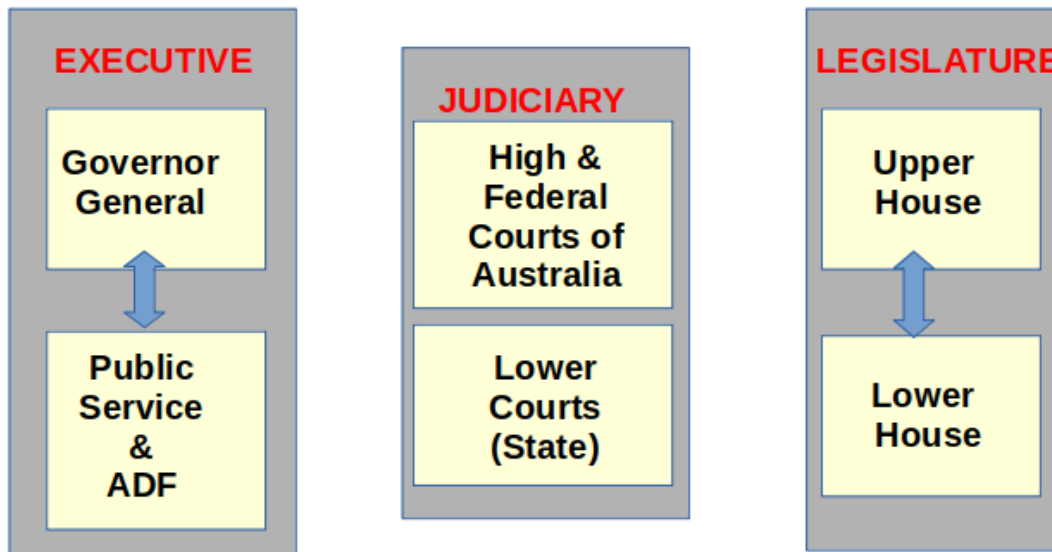 EXECUTIVE
Governor
General
Public
Service
&
ADF
JUDICIARY
High &
Federal
Courts of
Australia
Lower
Courts
(State)
LEGISLATURE
Upper
House
Lower
House